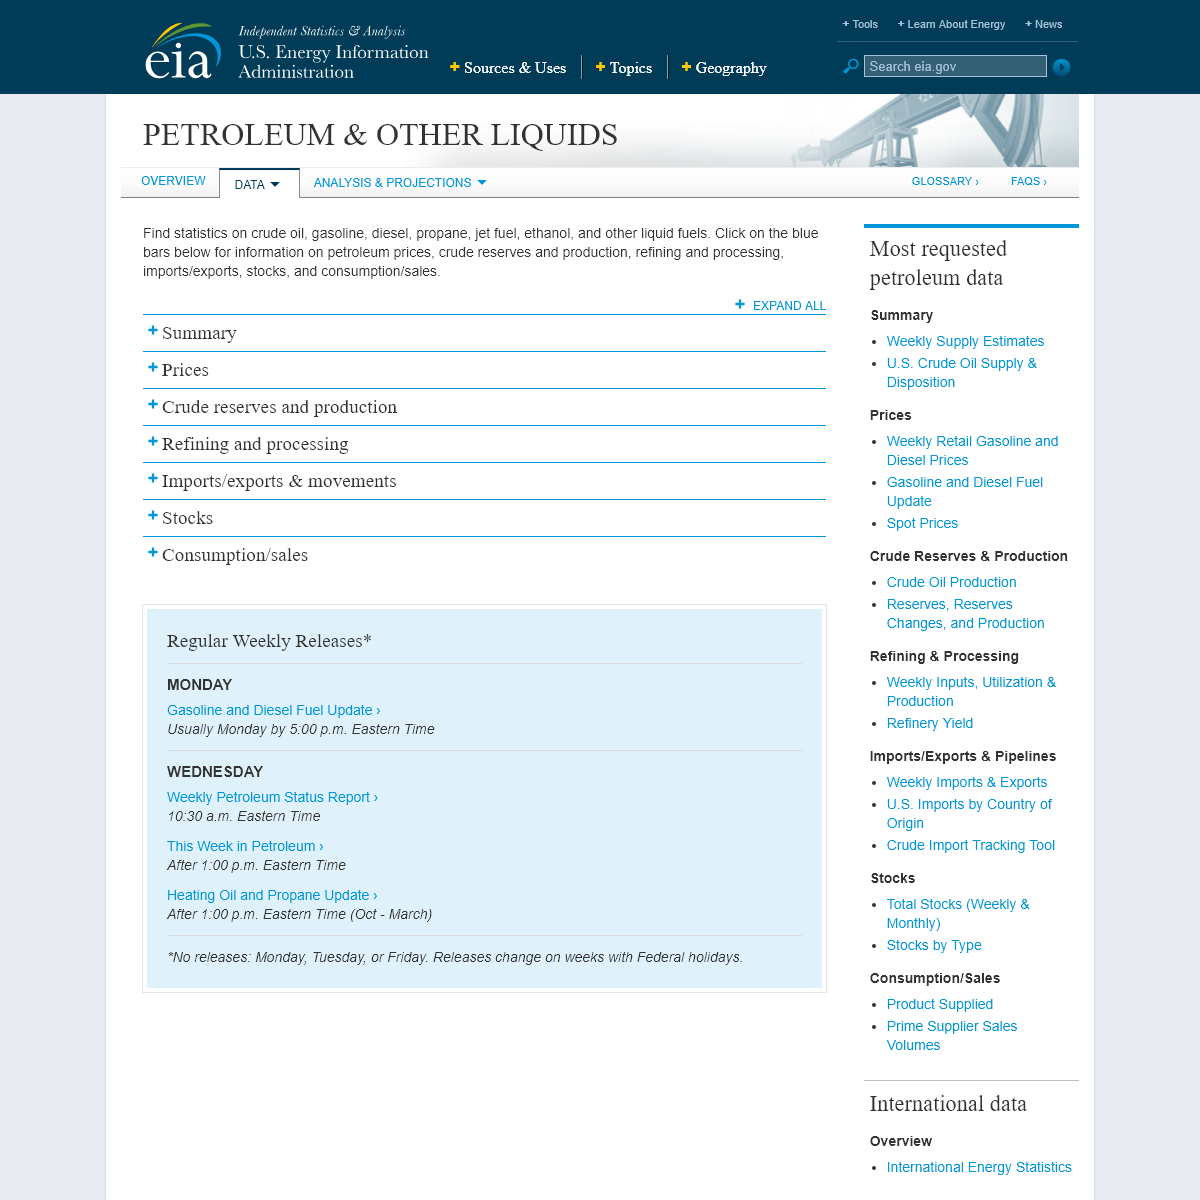 eia
Independent Statistics & Analysis
U.S. Energy Information
Administration
+ Sources & Uses
+ Topics
+ Geography
+ Tools
+ Learn About Energy
+ News
Search eia.gov
PETROLEUM & OTHER LIQUIDS
OVERVIEW
DATA
ANALYSIS & PROJECTIONS
GLOSSARY ›
FAQS ›
Find statistics on crude oil, gasoline, diesel, propane, jet fuel, ethanol, and other liquid fuels. Click on the blue
bars below for information on petroleum prices, crude reserves and production, refining and processing,
imports/exports, stocks, and consumption/sales.
+ EXPAND ALL
+ Summary
+ Prices
+ Crude reserves and production
+ Refining and processing
+ Imports/exports & movements
+ Stocks
+ Consumption/sales
Regular Weekly Releases*
MONDAY
Gasoline and Diesel Fuel Update ›
Usually Monday by 5:00 p.m. Eastern Time
WEDNESDAY
Weekly Petroleum Status Report ›
10:30 a.m. Eastern Time
This Week in Petroleum ›
After 1:00 p.m. Eastern Time
Heating Oil and Propane Update ›
After 1:00 p.m. Eastern Time (Oct - March)
*No releases: Monday, Tuesday, or Friday. Releases change on weeks with Federal holidays.
Most requested
petroleum data
Summary
• Weekly Supply Estimates
• U.S. Crude Oil Supply &
Disposition
Prices
• Weekly Retail Gasoline and
Diesel Prices
• Gasoline and Diesel Fuel
Update
• Spot Prices
Crude Reserves & Production
• Crude Oil Production
• Reserves, Reserves
Changes, and Production
Refining & Processing
• Weekly Inputs, Utilization &
Production
• Refinery Yield
Imports/Exports & Pipelines
• Weekly Imports & Exports
• U.S. Imports by Country of
Origin
• Crude Import Tracking Tool
Stocks
• Total Stocks (Weekly &
Monthly)
• Stocks by Type
Consumption/Sales
• Product Supplied
• Prime Supplier Sales
Volumes
International data
Overview
• International Energy Statistics